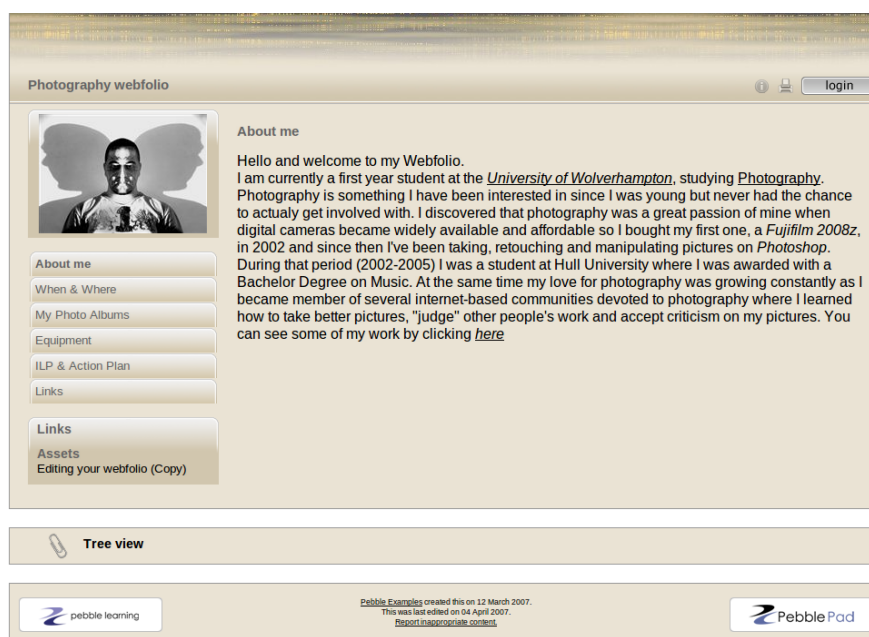 Photography webfolio
login
About me
Hello and welcome to my Webfolio.
I am currently a first year student at the University of Wolverhampton, studying Photography.
Photography is something I have been interested in since I was young but never had the chance
to actualy get involved with. I discovered that photography was a great passion of mine when
digital cameras became widely available and affordable so I bought my first one, a Fujifilm 2008z,
in 2002 and since then I've been taking, retouching and manipulating pictures on Photoshop.
During that period (2002-2005) I was a student at Hull University where I was awarded with a
Bachelor Degree on Music. At the same time my love for photography was growing constantly as I
became member of several internet-based communities devoted to photography where I learned
how to take better pictures, "judge" other people's work and accept criticism on my pictures. You
can see some of my work by clicking here
About me
When & Where
My Photo Albums
Equipment
ILP & Action Plan
Links
Links
Assets
Editing your webfolio (Copy)
Tree view
pebble learning
Pebble Examples created this on 12 March 2007.
This was last edited on 04 April 2007.
Report inappropriate content.
Pebble Pad